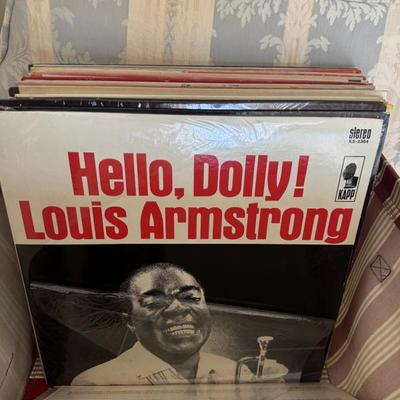 stereo
KS-3364
Hello, Dolly!
KAPP
Louis Armstrong